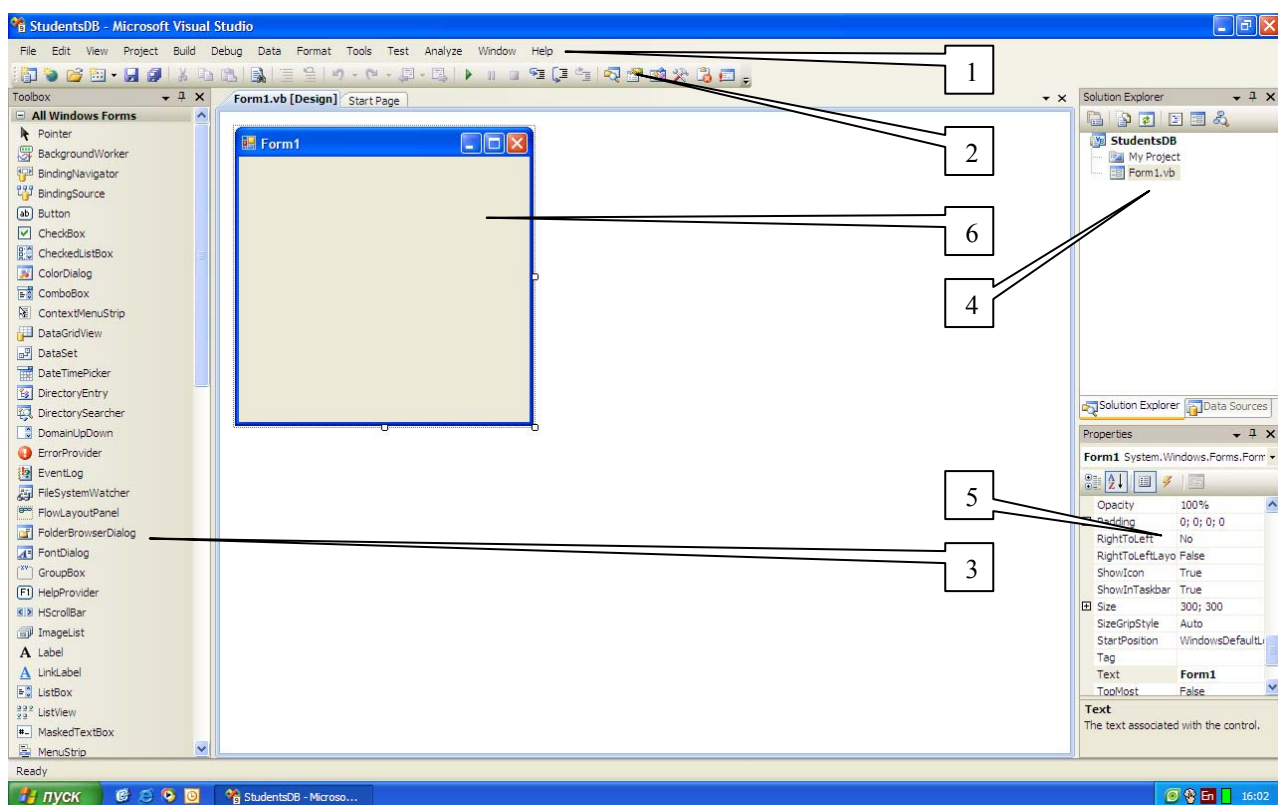 StudentsDB - Microsoft Visual Studio
File Edit View Project Build Debug Data Format Tools Test Analyze Window Help
1
Toolbox
All Windows Forms
Pointer
BackgroundWorker
BindingNavigator
BindingSource
Button
CheckBox
CheckedListBox
ColorDialog
ComboBox
ContextMenuStrip
DataGridView
DataSet
DateTimePicker
DirectoryEntry
DirectorySearcher
DomainUpDown
ErrorProvider
EventLog
FileSystemWatcher
FlowLayoutPanel
FolderBrowserDialog
FontDialog
GroupBox
HelpProvider
HScrollBar
ImageList
Label
LinkLabel
ListBox
ListView
MaskedTextBox
MenuStrip
Form1.vb [Design] Start Page
Form1
2
6
4
5
3
Solution Explorer
StudentsDB
My Project
Form1.vb
Solution Explorer Data Sources
Properties
Form1 System.Windows.Forms.Form
Opacity 100%
Padding 0; 0; 0; 0
RightToLeft No
RightToLeftLayo False
ShowIcon True
ShowInTaskbar True
Size 300; 300
SizeGripStyle Auto
StartPosition WindowsDefaultL
Tag
Text Form1
TopMost False
Text
The text associated with the control.
Ready
пуск StudentsDB - Microso... En 16:02